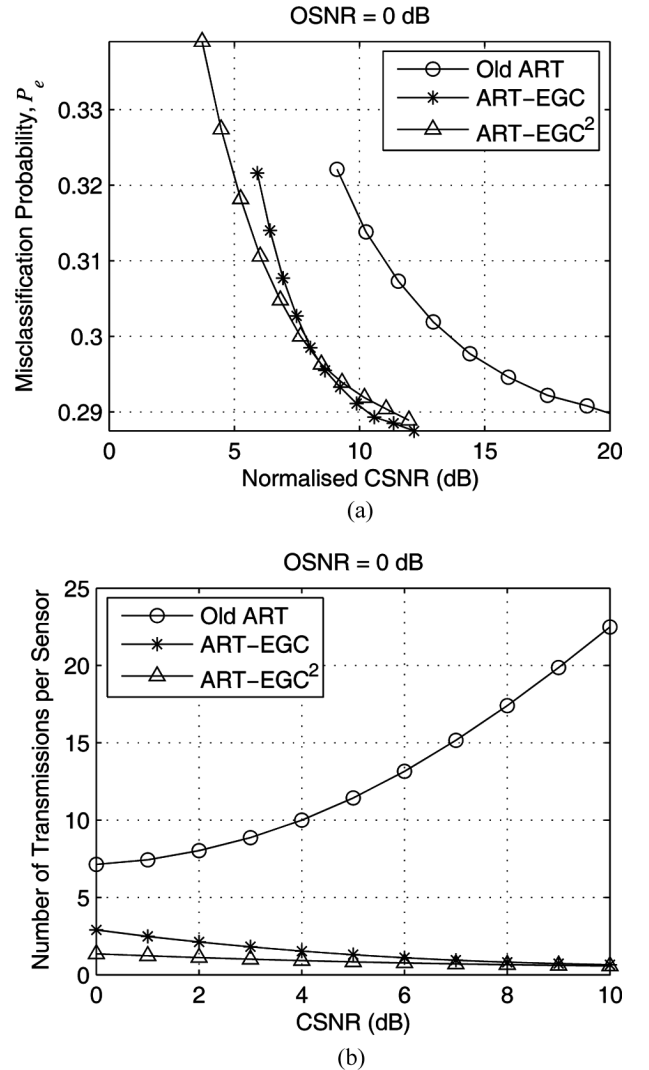 OSNR = 0 dB
Old ART
ART−EGC
ART−EGC²
0.33
0.32
0.31
0.3
0.29
Misclassification Probability, Pₑ
0 5 10 15 20
Normalised CSNR (dB)
(a)
OSNR = 0 dB
Old ART
ART−EGC
ART−EGC²
25
20
15
10
5
0
Number of Transmissions per Sensor
0 2 4 6 8 10
CSNR (dB)
(b)